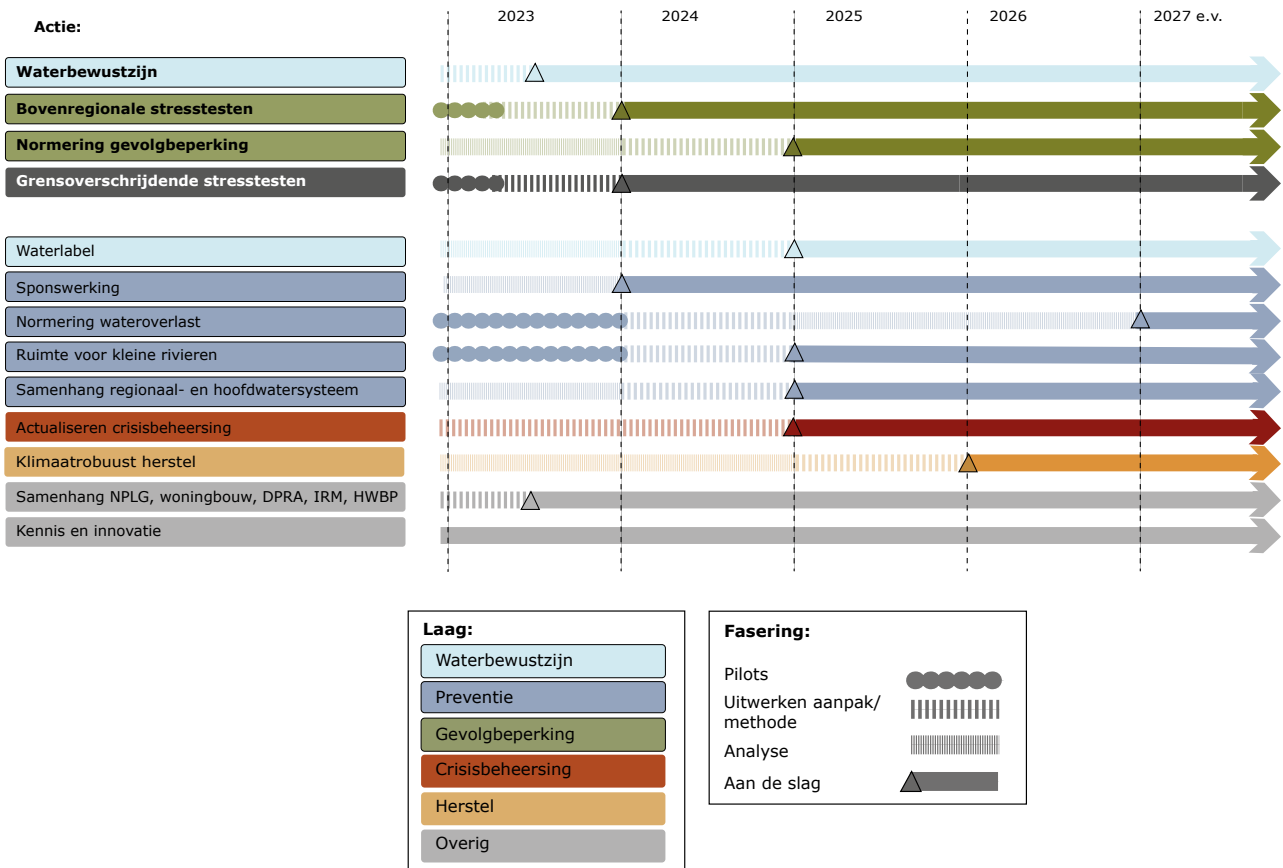 2023 2024 2025 2026 2027 e.v.
Actie:
Waterbewustzijn
Bovenregionale stresstesten
Normering gevolgbeperking
Grensoverschrijdende stresstesten
Waterlabel
Sponswerking
Normering wateroverlast
Ruimte voor kleine rivieren
Samenhang regionaal- en hoofdwatersysteem
Actualiseren crisisbeheersing
Klimaatrobuust herstel
Samenhang NPLG, woningbouw, DPRA, IRM, HWBP
Kennis en innovatie
Laag:
Waterbewustzijn
Preventie
Gevolgbeperking
Crisisbeheersing
Herstel
Overig
Fasering:
Pilots
Uitwerken aanpak/
methode
Analyse
Aan de slag